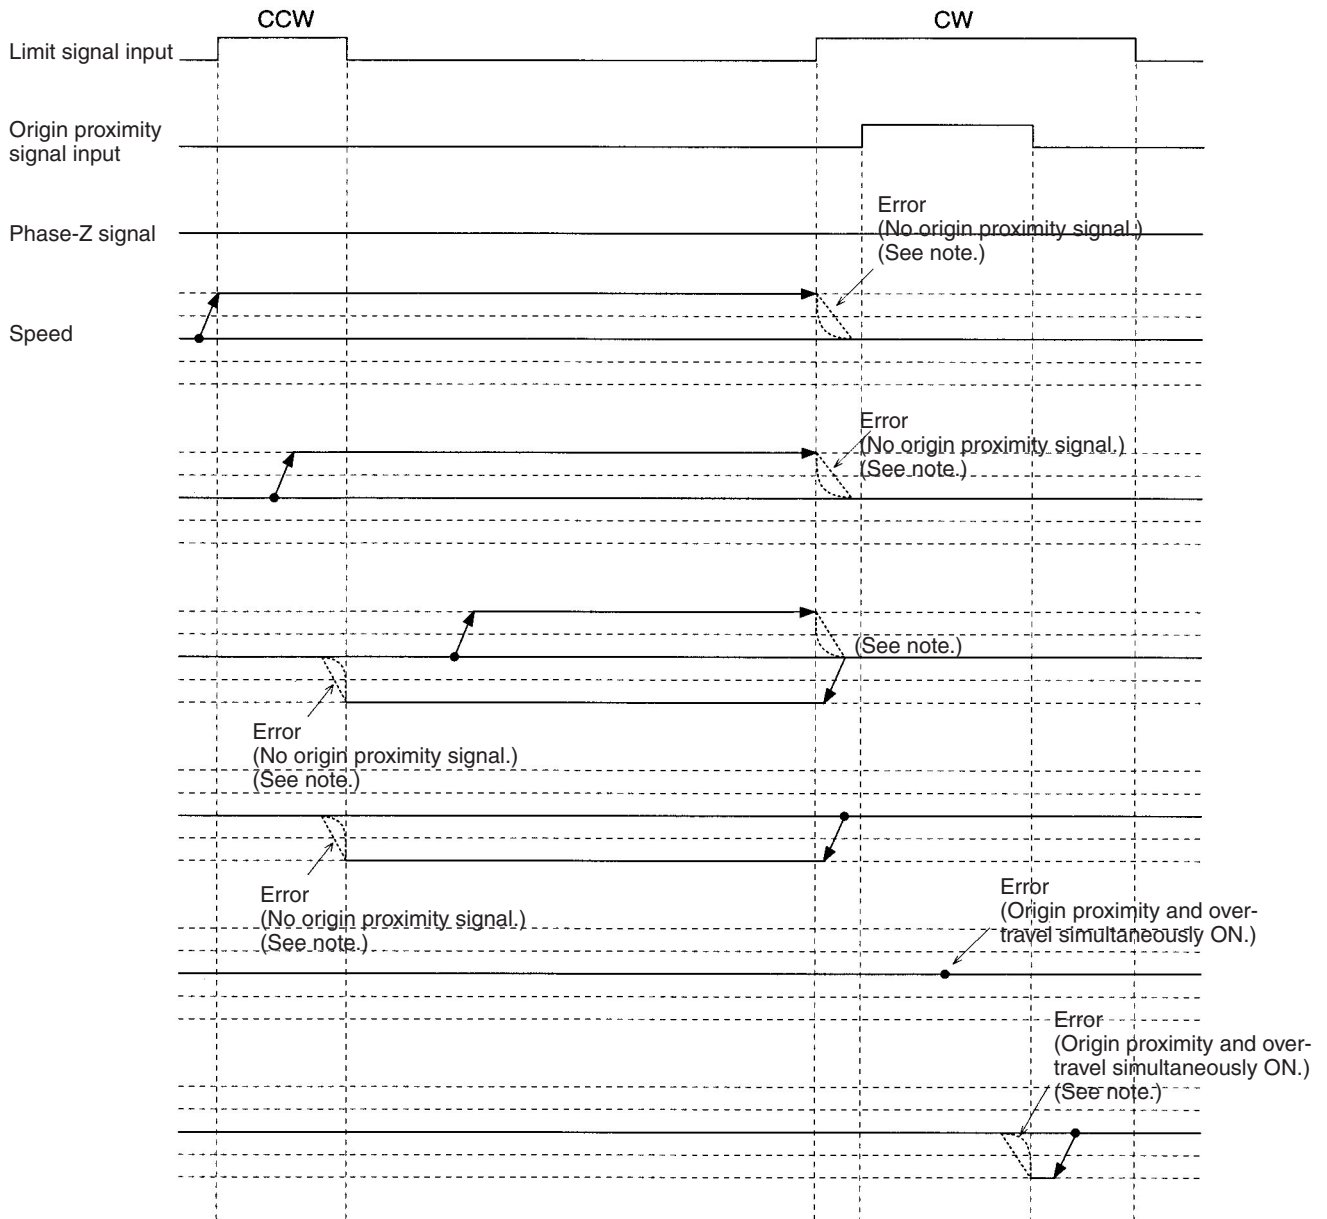 CCW
CW
Limit signal input
Origin proximity
signal input
Error
(No origin proximity signal.)
(See note.)
Phase-Z signal
Speed
Error
(No origin proximity signal.)
(See note.)
(See note.)
Error
(No origin proximity signal.)
(See note.)
Error
(No origin proximity signal.)
(See note.)
Error
(Origin proximity and over-
travel simultaneously ON.)
Error
(Origin proximity and over-
travel simultaneously ON.)
(See note.)